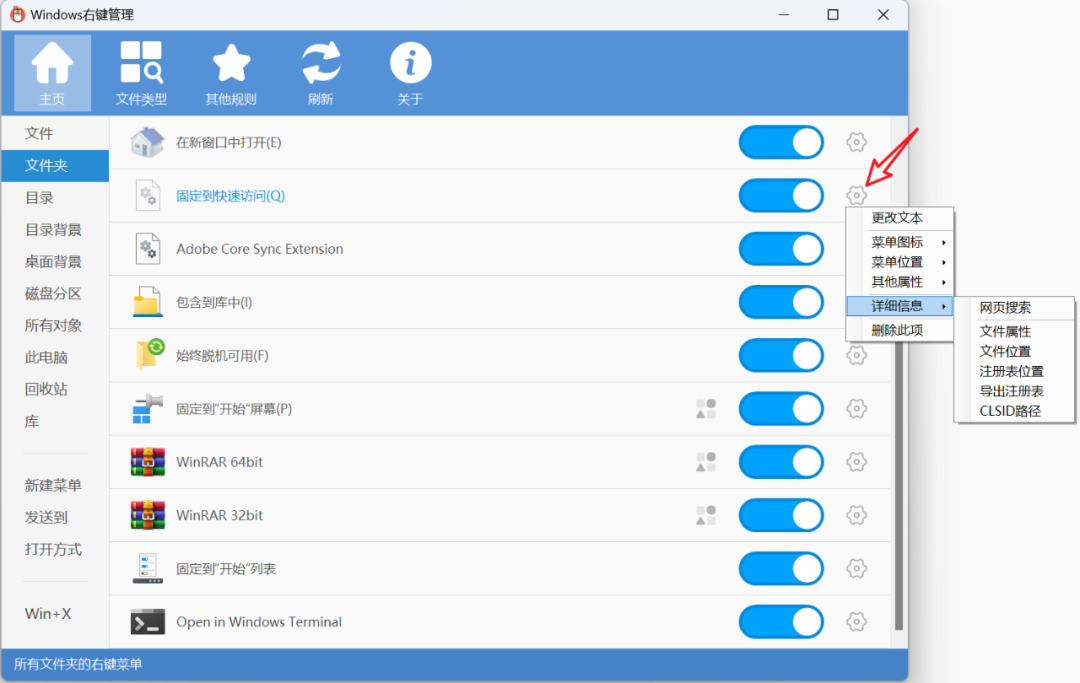 Windows右键管理
主页
文件类型
其他规则
刷新
关于
文件
文件夹
目录
目录背景
桌面背景
磁盘分区
所有对象
此电脑
回收站
库
新建菜单
发送到
打开方式
Win+X
在新窗口中打开(E)
固定到快速访问(Q)
Adobe Core Sync Extension
包含到库中(I)
始终脱机可用(F)
固定到"开始"屏幕(P)
WinRAR 64bit
WinRAR 32bit
固定到"开始"列表
Open in Windows Terminal
更改文本
菜单图标
菜单位置
其他属性
详细信息
删除此项
网页搜索
文件属性
文件位置
注册表位置
导出注册表
CLSID路径
所有文件夹的右键菜单